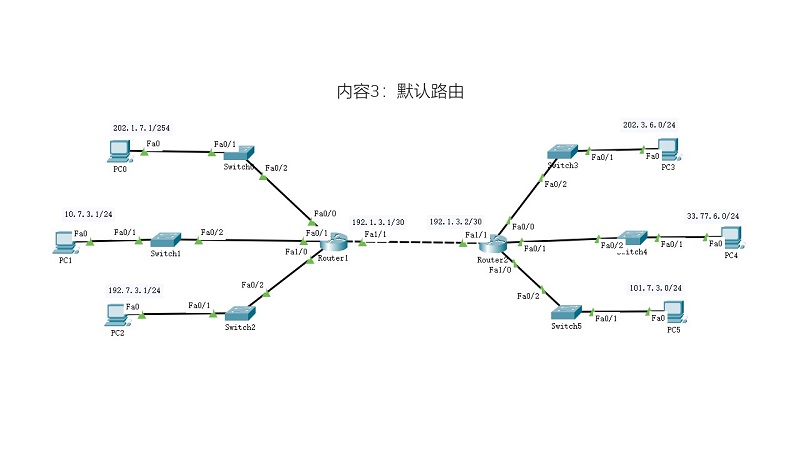 内容3：默认路由
202.1.7.1/254
Fa0
Fa0/1
PC0
Switch0
Fa0/2
202.3.6.0/24
Switch3
Fa0/1
Fa0
PC3
Fa0/2
10.7.3.1/24
Fa0
Fa0/1
Fa0/2
PC1
Switch1
Fa0/0
Fa0/1
Fa1/0
192.1.3.1/30
Fa1/1
Router1
192.1.3.2/30
Fa1/1
Fa0/0
Router2
Fa0/1
Fa1/0
33.77.6.0/24
Fa0/2
Fa0/1
Fa0
Switch4
PC4
192.7.3.1/24
Fa0
Fa0/1
Fa0/2
PC2
Switch2
101.7.3.0/24
Fa0/2
Fa0/1
Fa0
Switch5
PC5